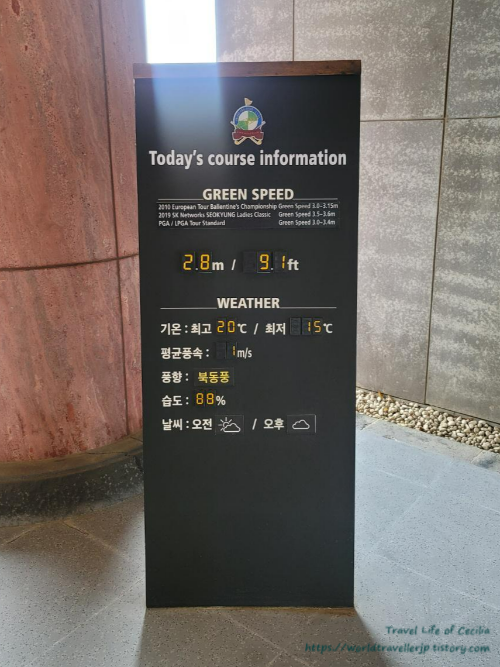 Today's course information
GREEN SPEED
2010 European Tour Ballentine's Championship Green Speed 3.0~3.15m
2019 SK Networks SEOKYUNG Ladies Classic Green Speed 3.5~3.6m
PGA / LPGA Tour Standard Green Speed 3.0~3.4m
2.8m / 9.1ft
WEATHER
기온 : 최고 20℃ / 최저 15℃
평균풍속 : 1m/s
풍향 : 북동풍
습도 : 88%
날씨 : 오전 / 오후
Travel Life of Cecilia
https://worldtravellerjp.tistory.com